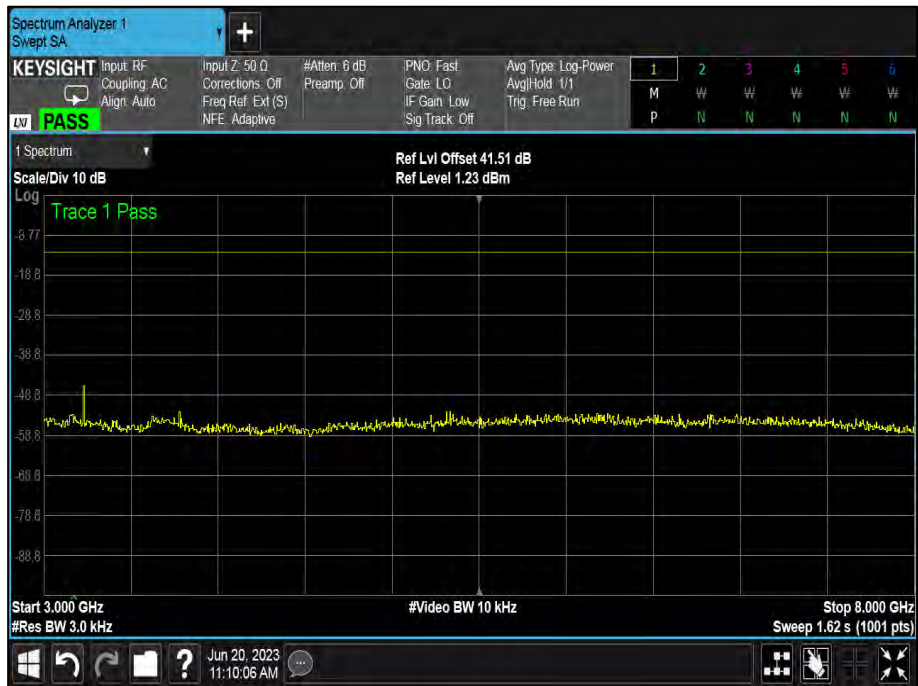 Spectrum Analyzer 1
Swept SA
+
KEYSIGHT
Input: RF
Coupling: AC
Align: Auto
Input Z: 50 Ω
Corrections: Off
Freq Ref: Ext (S)
NFE: Adaptive
#Atten: 6 dB
Preamp: Off
PNO: Fast
Gate: LO
IF Gain: Low
Sig Track: Off
Avg Type: Log-Power
Avg|Hold: 1/1
Trig: Free Run
1 2 3 4 5 6
M W W W W W
P N N N N N
LXI PASS
1 Spectrum
Scale/Div 10 dB
Ref Lvl Offset 41.51 dB
Ref Level 1.23 dBm
Log
Trace 1 Pass
-8.77
-18.8
-28.8
-38.8
-48.8
-58.8
-68.8
-78.8
-88.8
Start 3.000 GHz
#Video BW 10 kHz
Stop 8.000 GHz
#Res BW 3.0 kHz
Sweep 1.62 s (1001 pts)
?
Jun 20, 2023
11:10:06 AM